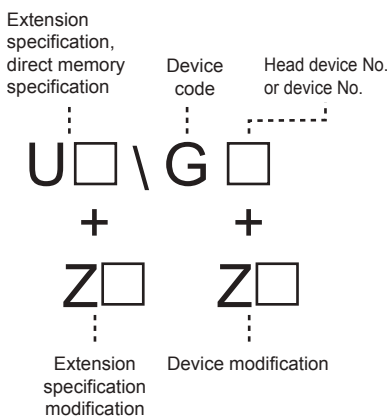 Extension
specification,
direct memory
specification
Device
code
Head device No.
or device No.
U□ \ G □
+ +
Z□ Z□
Extension
specification
modification
Device modification